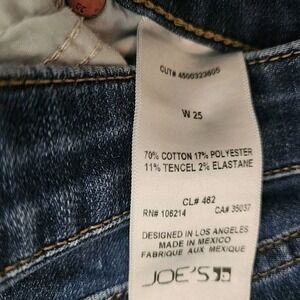 CUT# 4500323605
W 25
70% COTTON 17% POLYESTER
11% TENCEL 2% ELASTANE
CL# 462
RN# 106214 CA# 35037
DESIGNED IN LOS ANGELES
MADE IN MEXICO
FABRIQUE AUX MEXIQUE
JOE'S